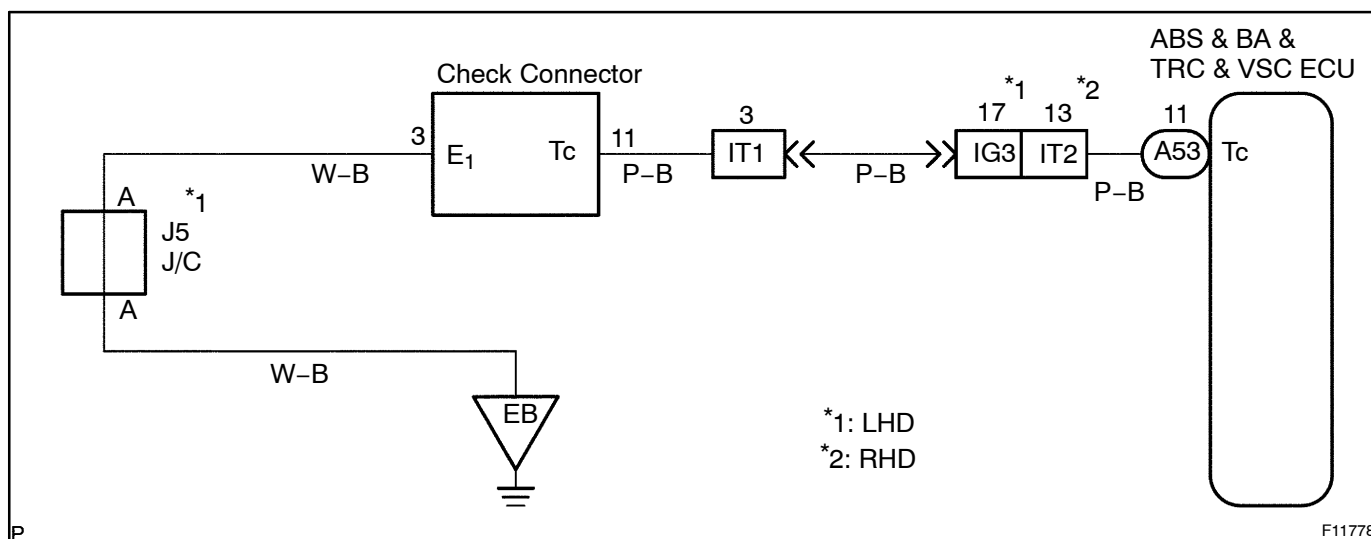 ABS & BA &
TRC & VSC ECU
Check Connector
*1
*2
3
E1
Tc
11
3
IT1
17
13
IG3
IT2
11
A53
Tc
W–B
P–B
P–B
P–B
A
*1
J5
J/C
A
W–B
EB
*1: LHD
*2: RHD
P
F11778